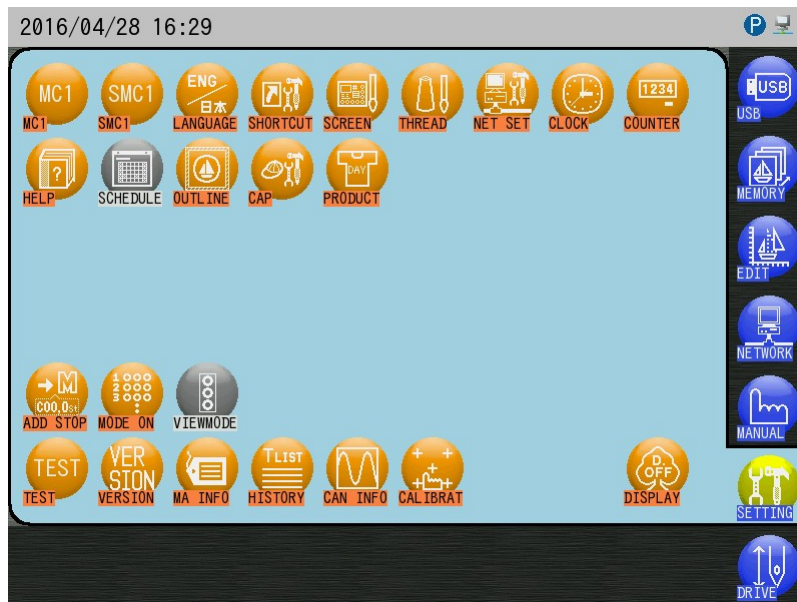 2016/04/28 16:29
P
MC1 SMC1 ENG 日本 1234
MC1 SMC1 LANGUAGE SHORTCUT SCREEN THREAD NET SET CLOCK COUNTER
? DAY
HELP SCHEDULE OUTLINE CAP PRODUCT
→M C00,0st 1000 2000 3000
ADD STOP MODE ON VIEWMODE
TEST VERSION TLIST D OFF
TEST VERSION MA INFO HISTORY CAN INFO CALIBRAT DISPLAY
USB
USB
MEMORY
EDIT
NETWORK
MANUAL
SETTING
DRIVE